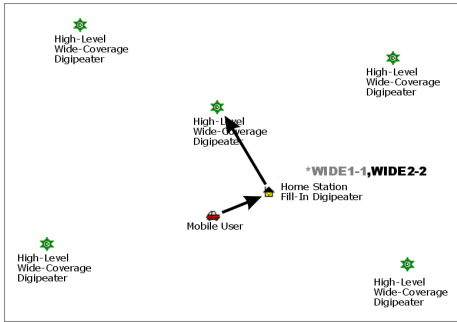 High-Level
Wide-Coverage
Digipeater
High-Level
Wide-Coverage
Digipeater
High-Level
Wide-Coverage
Digipeater
*WIDE1-1,WIDE2-2
Home Station
Fill-In Digipeater
Mobile User
High-Level
Wide-Coverage
Digipeater
High-Level
Wide-Coverage
Digipeater